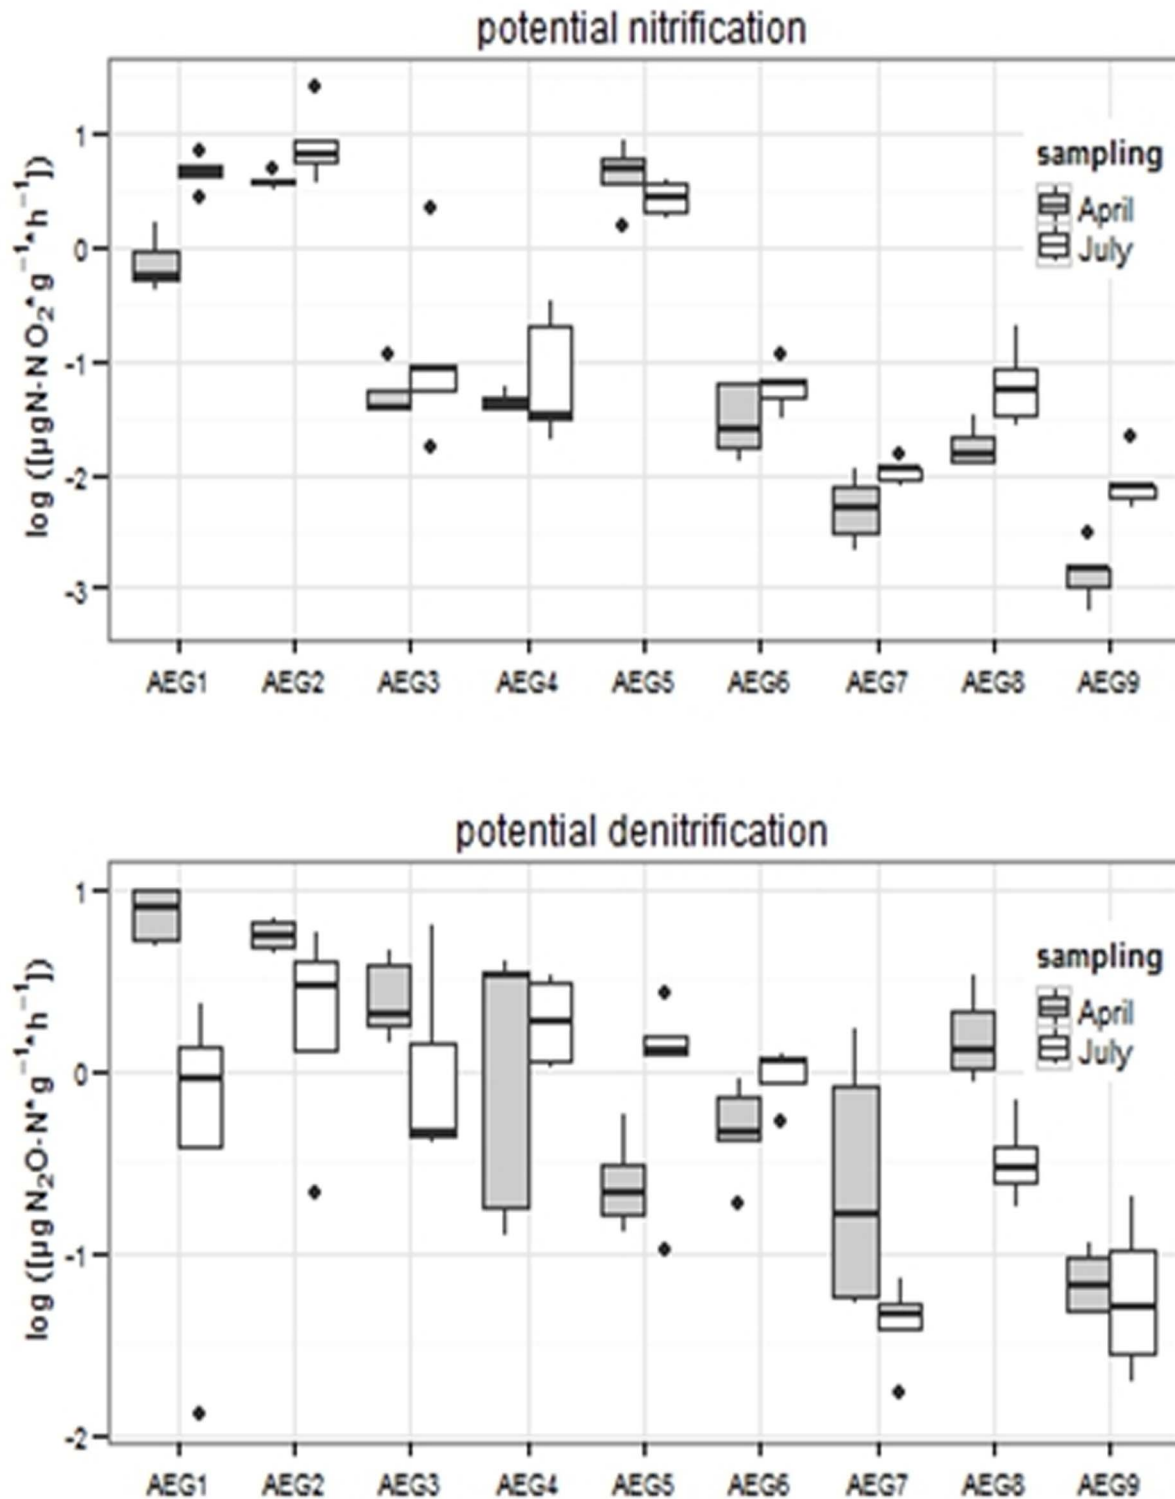 potential nitrification
log ([µgN-NO₂*g⁻¹*h⁻¹])
1
0
-1
-2
-3
sampling
April
July
AEG1 AEG2 AEG3 AEG4 AEG5 AEG6 AEG7 AEG8 AEG9
potential denitrification
log ([µgN₂O-N*g⁻¹*h⁻¹])
1
0
-1
-2
sampling
April
July
AEG1 AEG2 AEG3 AEG4 AEG5 AEG6 AEG7 AEG8 AEG9